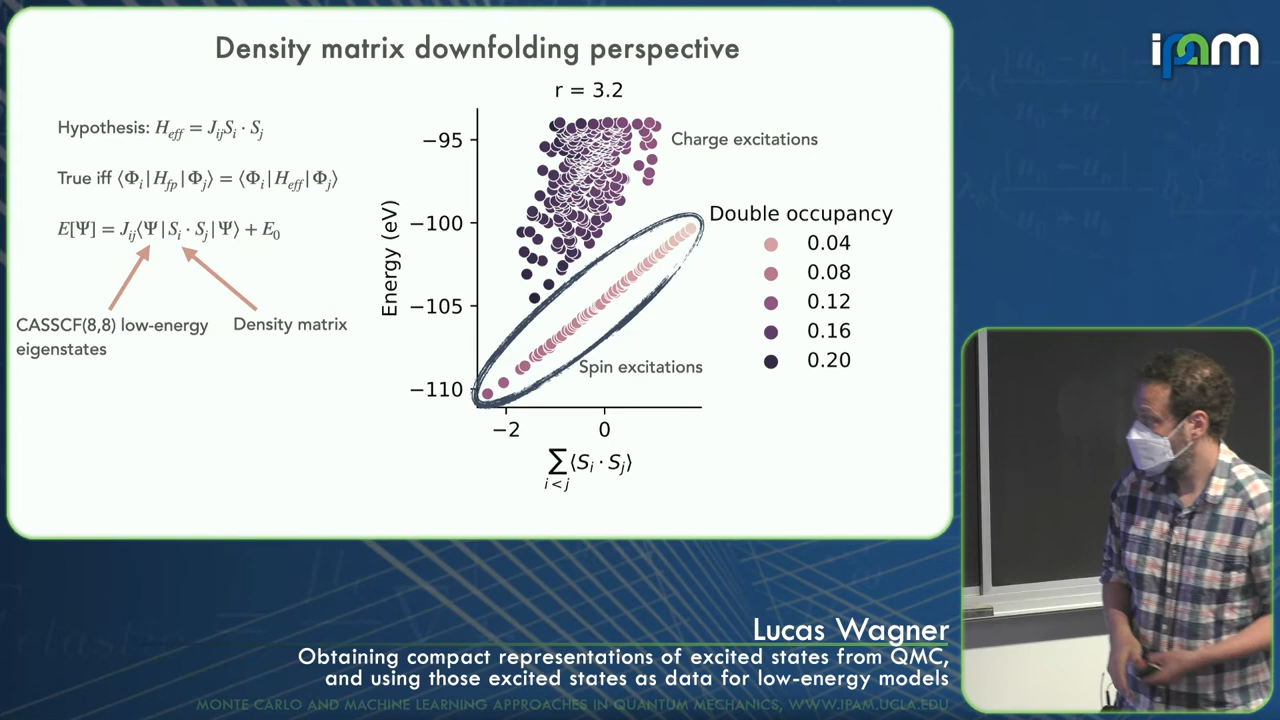 Density matrix downfolding perspective
ipam
r = 3.2
Hypothesis: H_eff = J_ij S_i · S_j
True iff ⟨Φ_i|H_fp|Φ_j⟩ = ⟨Φ_i|H_eff|Φ_j⟩
E[Ψ] = J_ij⟨Ψ|S_i · S_j|Ψ⟩ + E_0
CASSCF(8,8) low-energy
eigenstates
Density matrix
Energy (eV)
−95
−100
−105
−110
−2
0
∑ ⟨S_i · S_j⟩
i < j
Charge excitations
Spin excitations
Double occupancy
0.04
0.08
0.12
0.16
0.20
Lucas Wagner
Obtaining compact representations of excited states from QMC,
and using those excited states as data for low-energy models
MONTE CARLO AND MACHINE LEARNING APPROACHES IN QUANTUM MECHANICS, WWW.IPAM.UCLA.EDU